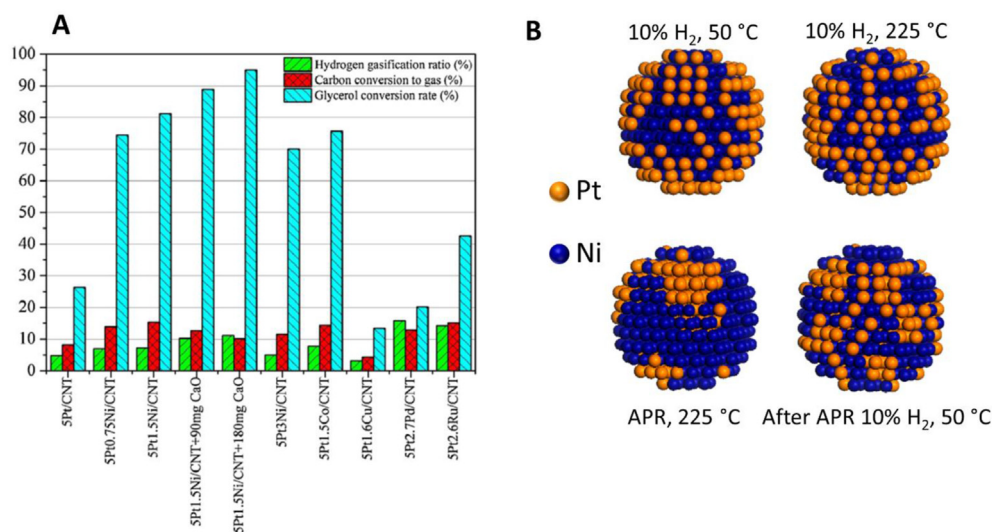 A
Hydrogen gasification ratio (%)
Carbon conversion to gas (%)
Glycerol conversion rate (%)
100
90
80
70
60
50
40
30
20
10
0
5Pt/CNT
5Pt0.75Ni/CNT
5Pt1.5Ni/CNT
5Pt1.5Ni/CNT+90mg CaO
5Pt1.5Ni/CNT+180mg CaO
5Pt3Ni/CNT
5Pt1.5Co/CNT
5Pt1.6Cu/CNT
5Pt2.7Pd/CNT
5Pt2.6Ru/CNT
B
10% H₂, 50 °C
10% H₂, 225 °C
Pt
Ni
APR, 225 °C
After APR 10% H₂, 50 °C